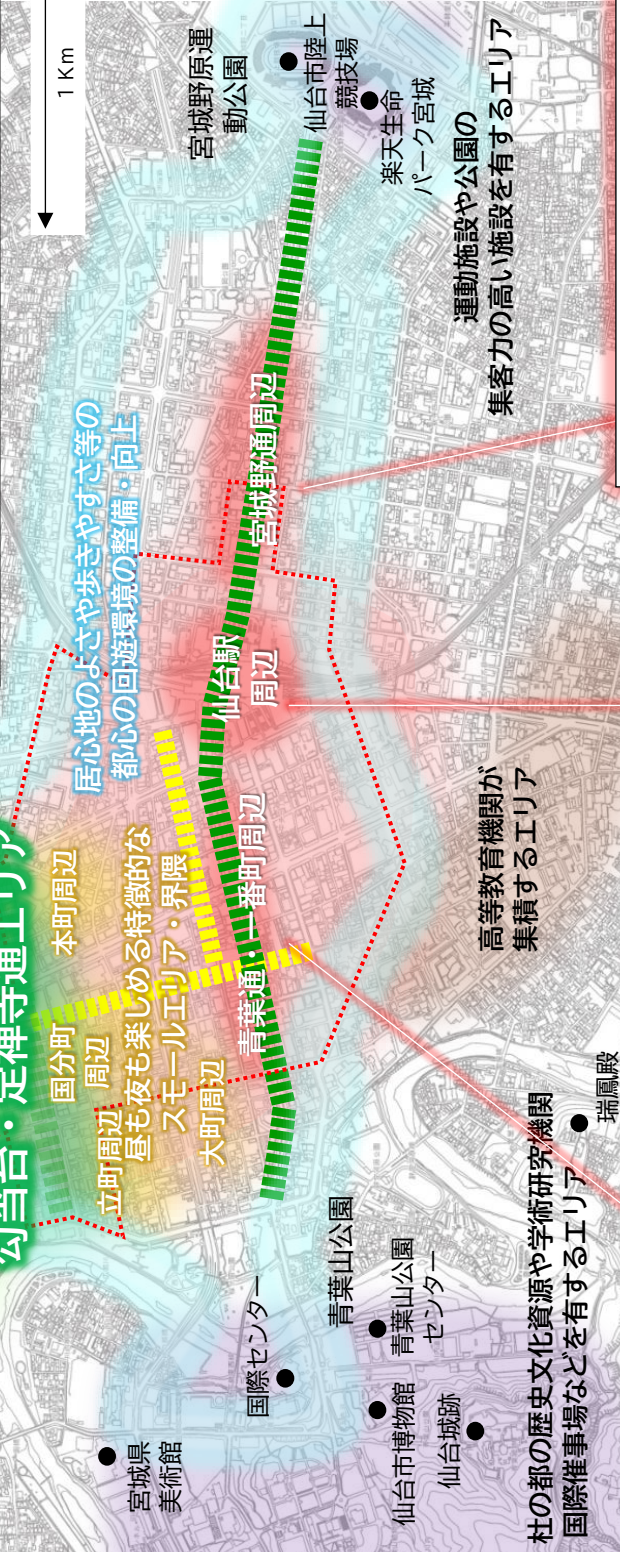 勾当台・定禅寺通エリア
本町周辺
国分町
周辺
立町周辺
昼も夜も楽しめる特徴的な
スモールエリア・界隈
大町周辺
居心地のよさや歩きやすさ等の
都心の回遊環境の整備・向上
青葉通・一番町周辺
仙台駅
周辺
宮城野通周辺
1 Km
宮城野原運
動公園
仙台市陸上
競技場
楽天生命
パーク宮城
運動施設や公園の
集客力の高い施設を有するエリア
高等教育機関が
集積するエリア
宮城県
美術館
国際センター
青葉山公園
青葉山公園
センター
仙台市博物館
仙台城跡
杜の都の歴史文化資源や学術研究機関
国際催事場などを有するエリア
瑞鳳殿